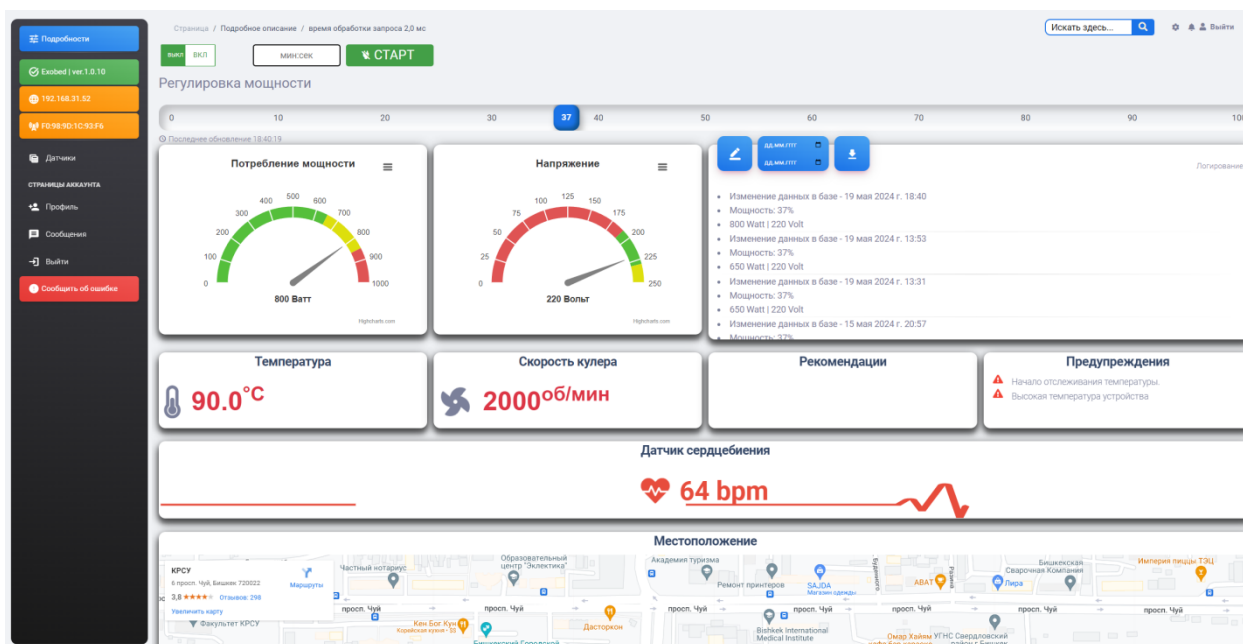 Подробности
Exobed | ver.1.0.10
192.168.31.52
F0:98:9D:1C:93:F6
Датчики
СТРАНИЦЫ АККАУНТА
Профиль
Сообщения
Выйти
Сообщить об ошибке
Страница / Подробное описание / время обработки запроса 2,0 мс
Искать здесь...
Выйти
ВЫКЛ ВКЛ
мин:сек
СТАРТ
Регулировка мощности
0 10 20 30 37 40 50 60 70 80 90 100
Последнее обновление 18:40:19
Потребление мощности
0 100 200 300 400 500 600 700 800 900 1000
800 Ватт
Highcharts.com
Напряжение
0 25 50 75 100 125 150 175 200 225 250
220 Вольт
Highcharts.com
дд.мм.гггг
дд.мм.гггг
Логирование
Изменение данных в базе - 19 мая 2024 г. 18:40
Мощность: 37%
800 Watt | 220 Volt
Изменение данных в базе - 19 мая 2024 г. 13:53
Мощность: 37%
650 Watt | 220 Volt
Изменение данных в базе - 19 мая 2024 г. 13:31
Мощность: 37%
650 Watt | 220 Volt
Изменение данных в базе - 15 мая 2024 г. 20:57
Мощность: 37%
Температура
90.0°C
Скорость кулера
2000об/мин
Рекомендации
Предупреждения
Начало отслеживания температуры.
Высокая температура устройства
Датчик сердцебиения
64 bpm
Местоположение
КРСУ
6 просп. Чуй, Бишкек 720022
3,8 ★★★★ Отзывов: 298
Увеличить карту
Маршруты
Факультет КРСУ
Частный нотариус
Образовательный
центр "Эклектика"
Академия туризма
Ремонт принтеров
SAJDA
Магазин одежды
АВАТ
Лира
Бишкекская
Сварочная Компания
Империя пиццы ТЭЦ
просп. Чуй
просп. Чуй
просп. Чуй
просп. Чуй
просп. Чуй
просп. Чуй
просп. Чуй
Кен Бог Кун
Корейская кухня · $$
Дасторкон
Бишкекский Городской
Bishkek International
Medical Institute
Омар Хайям
УГНС Свердловский